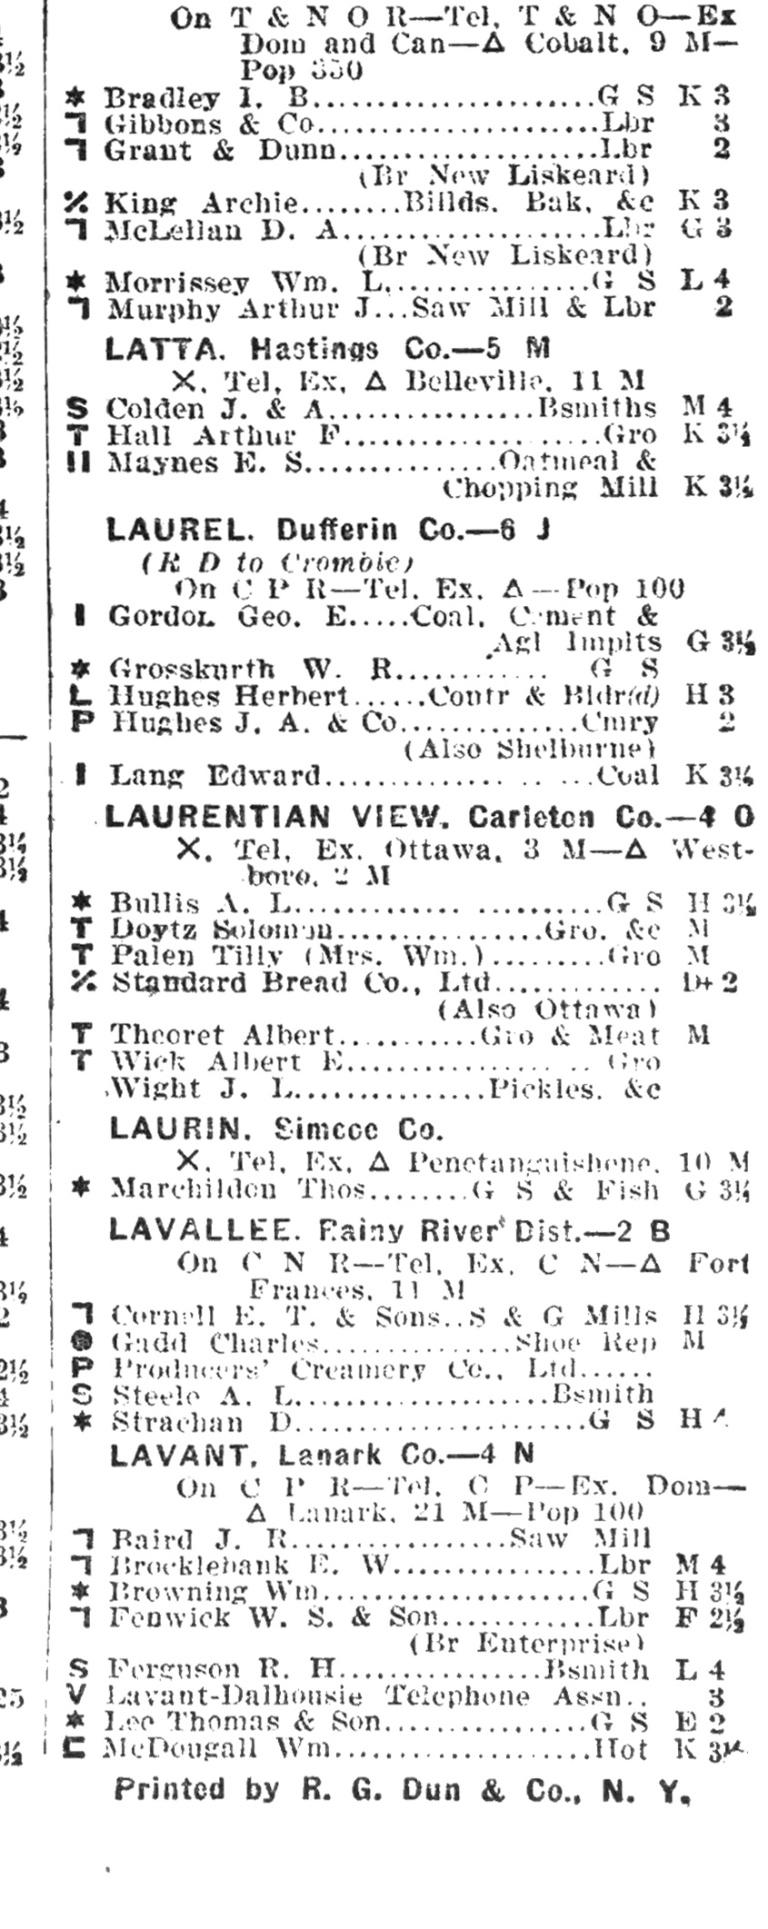 On T & N O R—Tel, T & N O—Ex
Dom and Can—Δ Cobalt, 9 M—
Pop 350
* Bradley I. B......................G S K 3
ㄱ Gibbons & Co......................Lbr 3
ㄱ Grant & Dunn....................Lbr 2
(Br New Liskeard)
٪ King Archie........Billds. Bak, &c K 3
ㄱ McLellan D. A....................Lbr G 3
(Br New Liskeard)
* Morrissey Wm. L................G S L 4
ㄱ Murphy Arthur J...Saw Mill & Lbr 2
LATTA. Hastings Co.—5 M
X. Tel, Ex, Δ Belleville, 11 M
S Colden J. & A................Bsmiths M 4
T Hall Arthur F....................Gro K 3½
H Maynes E. S...............Oatmeal &
Chopping Mill K 3½
LAUREL. Dufferin Co.—6 J
(R D to Crombie)
On C P R—Tel. Ex. Δ—Pop 100
I Gordon Geo. E.....Coal, Cement &
Agl Implts G 3½
* Grosskurth W. R............ G S
L Hughes Herbert......Contr & Bldr(d) H 3
P Hughes J. A. & Co..............Cmry 2
(Also Shelburne)
I Lang Edward.....................Coal K 3½
LAURENTIAN VIEW. Carleton Co.—4 O
X. Tel, Ex. Ottawa, 3 M—Δ West-
boro, 2 M
* Bullis A. L........................G S H 3½
T Doytz Solomon................Gro. &c M
T Palen Tilly (Mrs. Wm.).........Gro M
٪ Standard Bread Co., Ltd............. D+ 2
(Also Ottawa)
T Theoret Albert...........Gro & Meat M
T Wick Albert E................... Gro
Wight J. L...............Pickles. &c
LAURIN. Simcoe Co.
X. Tel, Ex, Δ Penetanguishene, 10 M
* Marchildon Thos........G S & Fish G 3½
LAVALLEE. Rainy River Dist.—2 B
On C N R—Tel, Ex, C N—Δ Fort
Frances, 11 M
ㄱ Cornell E. T. & Sons..S & G Mills H 3½
● Gadd Charles...............Shoe Rep M
P Producers' Creamery Co., Ltd......
S Steele A. L....................Bsmith
* Strachan D.........................G S H
LAVANT, Lanark Co.—4 N
On C P R—Tel. C P—Ex. Dom—
Δ Lanark, 21 M—Pop 100
ㄱ Baird J. R.................Saw Mill
ㄱ Brocklebank E. W................Lbr M 4
* Browning Wm.....................G S H 3½
ㄱ Fenwick W. S. & Son............Lbr F 2½
(Br Enterprise)
S Ferguson R. H................Bsmith L 4
V Lavant-Dalhousie Telephone Assn.. 3
* Lee Thomas & Son................G S E 2
⊏ McDougall Wm....................Hot K 3½
Printed by R. G. Dun & Co., N. Y.